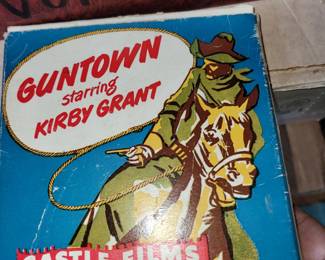 GUNTOWN
starring
KIRBY GRANT
CASTLE FILMS